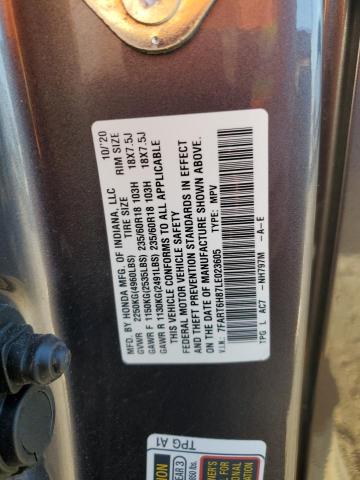 MFD. BY HONDA MFG. OF INDIANA, LLC 10/'20
TIRE SIZE RIM SIZE
GVWR 2250KG(4960LBS)
GAWR F 1150KG(2535LBS) 235/60R18 103H 18X7.5J
GAWR R 1130KG(2491LBS) 235/60R18 103H 18X7.5J
THIS VEHICLE CONFORMS TO ALL APPLICABLE
FEDERAL MOTOR VEHICLE SAFETY
AND THEFT PREVENTION STANDARDS IN EFFECT
ON THE DATE OF MANUFACTURE SHOWN ABOVE.
V.I.N.: 7FART6H87LE023605 TYPE: MPV
TPG L AC7 -NH797M -A-E
TPG A1